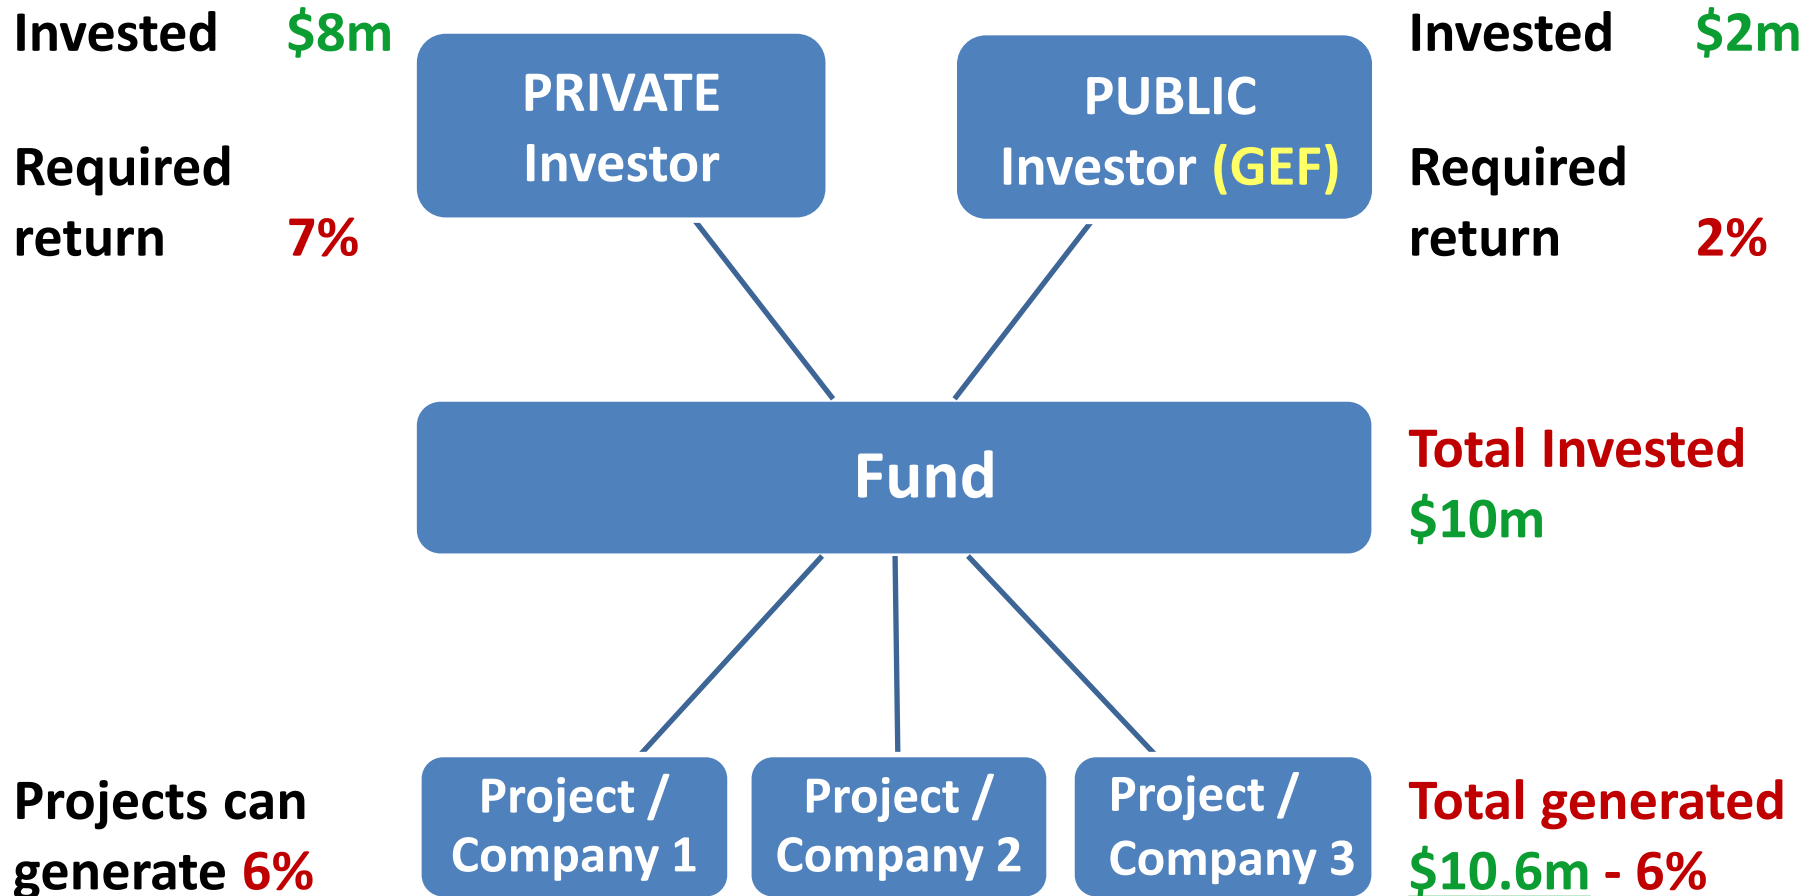 Invested $8m
Required
return 7%
PRIVATE
Investor
PUBLIC
Investor (GEF)
Invested $2m
Required
return 2%
Fund
Total Invested
$10m
Projects can
generate 6%
Project /
Company 1
Project /
Company 2
Project /
Company 3
Total generated
$10.6m - 6%